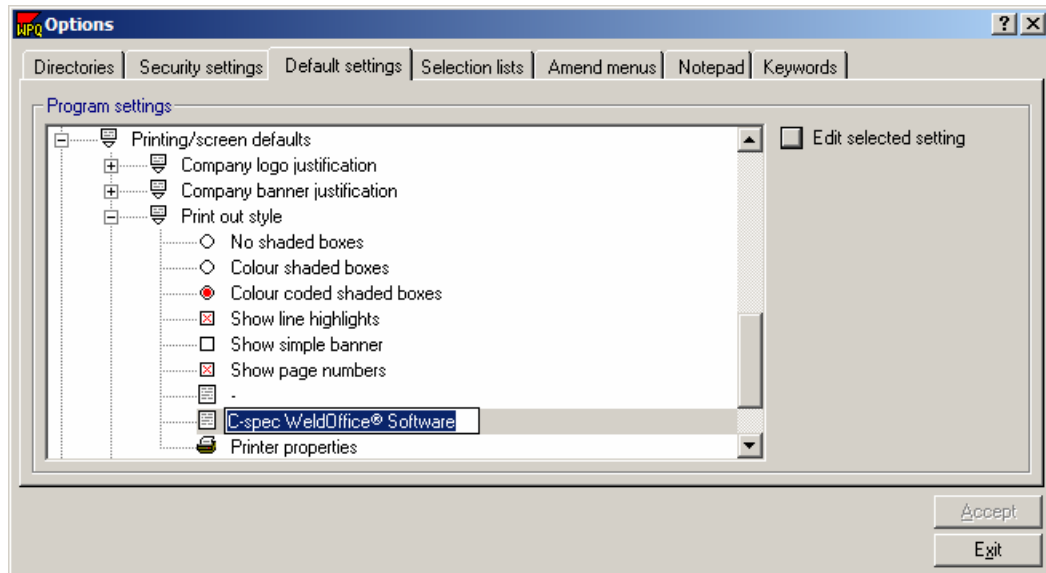 WPQ Options
Directories Security settings Default settings Selection lists Amend menus Notepad Keywords
Program settings
Printing/screen defaults
Edit selected setting
Company logo justification
Company banner justification
Print out style
No shaded boxes
Colour shaded boxes
Colour coded shaded boxes
Show line highlights
Show simple banner
Show page numbers
-
C-spec WeldOffice® Software
Printer properties
Accept
Exit